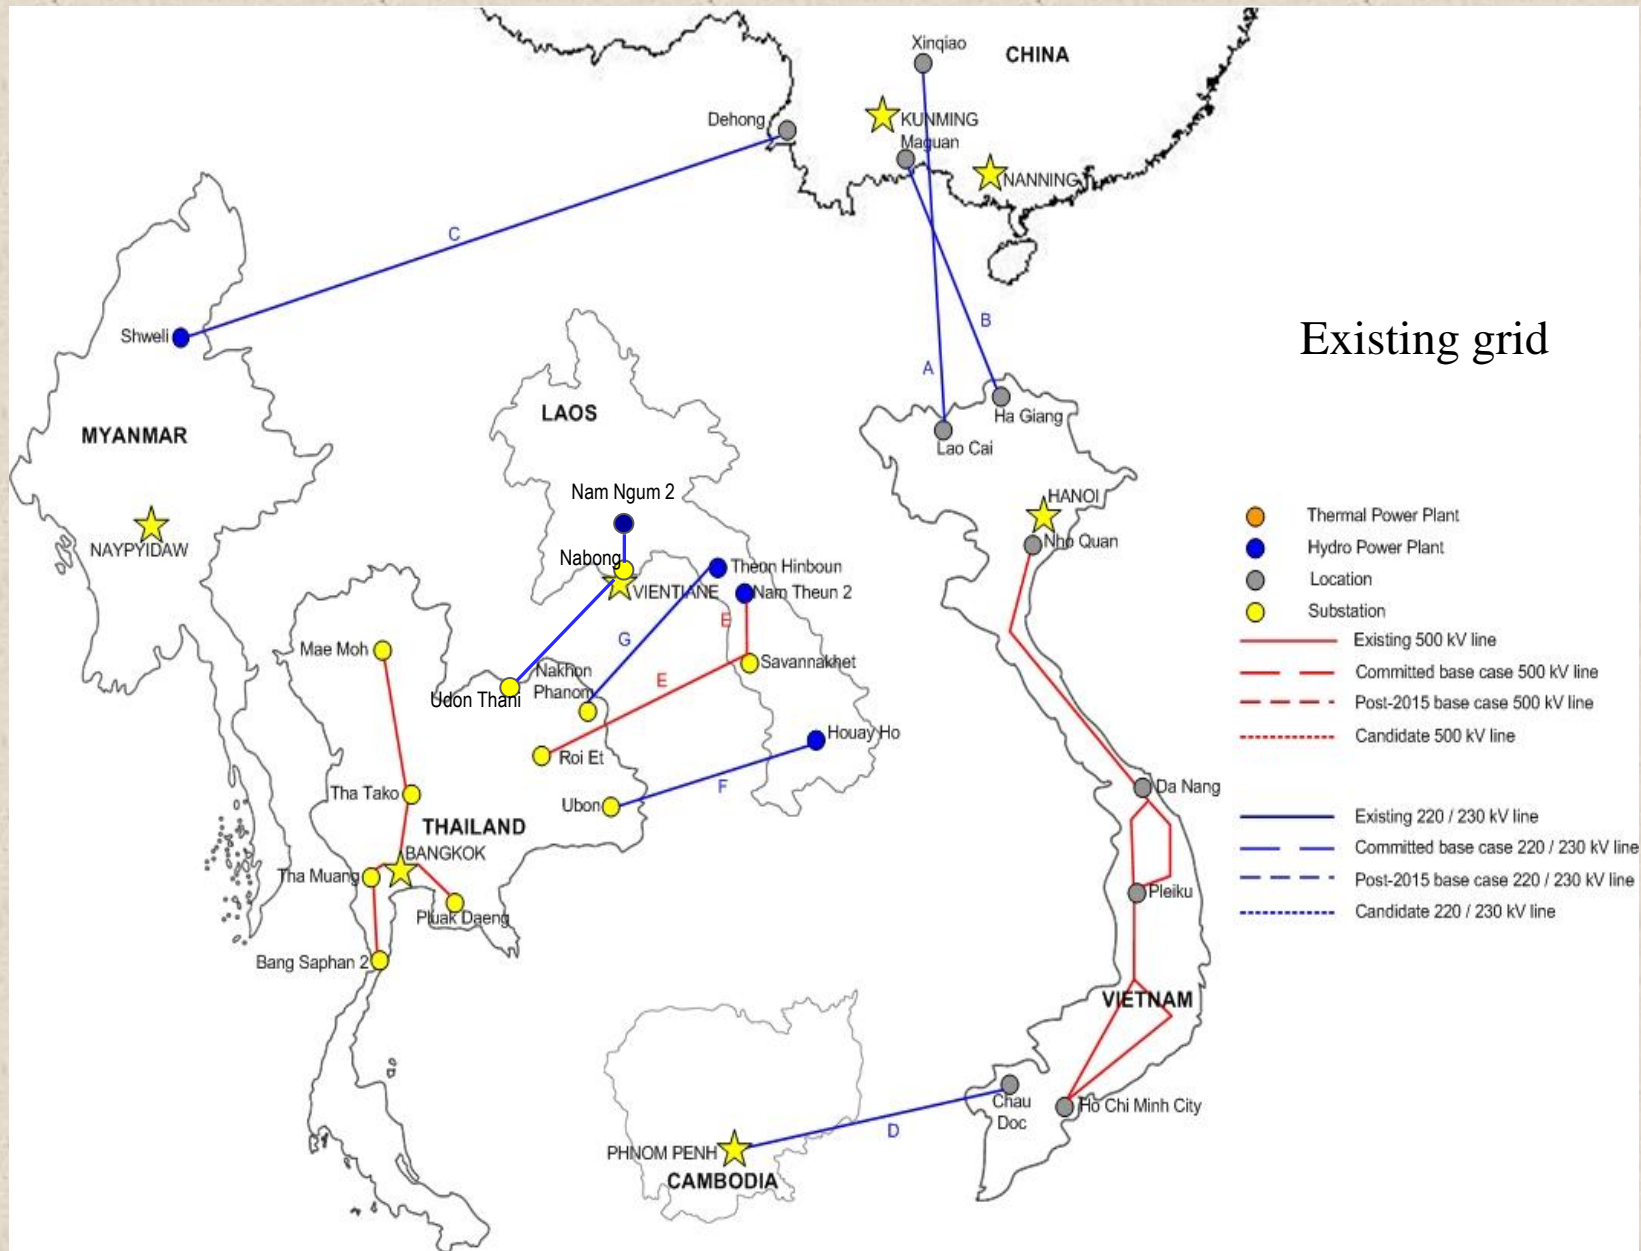 Xinqiao
CHINA
Dehong
KUNMING
Maguan
NANNING
C
Shweli
B
A
Existing grid
Ha Giang
Lao Cai
LAOS
MYANMAR
Nam Ngum 2
HANOI
Nho Quan
NAYPYIDAW
Nabong
Theun Hinboun
VIENTIANE
Nam Theun 2
E
G
Mae Moh
Savannakhet
Nakhon
Phanom
E
Udon Thani
Houay Ho
Roi Et
F
Ubon
Tha Tako
THAILAND
BANGKOK
Tha Muang
Pluak Daeng
Bang Saphan 2
Da Nang
Pleiku
VIETNAM
Chau
Doc
Ho Chi Minh City
D
PHNOM PENH
CAMBODIA
Thermal Power Plant
Hydro Power Plant
Location
Substation
Existing 500 kV line
Committed base case 500 kV line
Post-2015 base case 500 kV line
Candidate 500 kV line
Existing 220 / 230 kV line
Committed base case 220 / 230 kV line
Post-2015 base case 220 / 230 kV line
Candidate 220 / 230 kV line